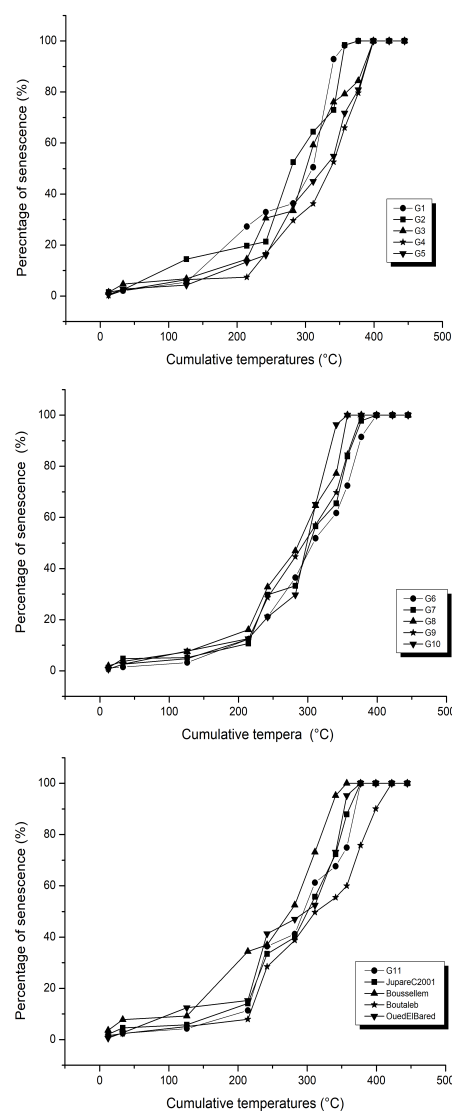 Perecntage of senescence (%)
100
80
60
40
20
0
0
100
200
300
400
500
Cumulative temperatures (°C)
G1
G2
G3
G4
G5
Percentage of senescence (%)
100
80
60
40
20
0
0
100
200
300
400
500
Cumulative tempera (°C)
G6
G7
G8
G9
G10
Percentage of senescence (%)
100
80
60
40
20
0
0
100
200
300
400
500
Cumulative temperatures (°C)
G11
JupareC2001
Boussellem
Boutaleb
OuedElBared